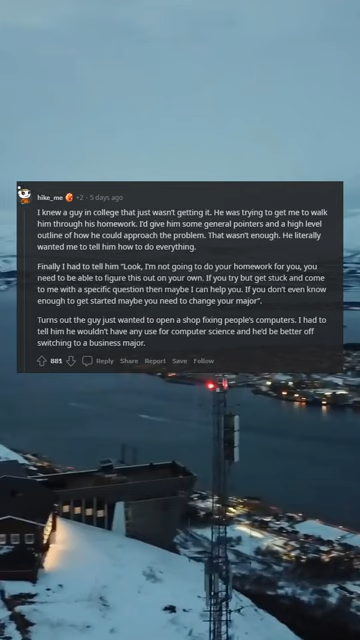 hike_me +2 · 5 days ago
I knew a guy in college that just wasn't getting it. He was trying to get me to walk
him through his homework. I'd give him some general pointers and a high level
outline of how he could approach the problem. That wasn't enough. He literally
wanted me to tell him how to do everything.
Finally I had to tell him "Look, I'm not going to do your homework for you, you
need to be able to figure this out on your own. If you try but get stuck and come
to me with a specific question then maybe I can help you. If you don't even know
enough to get started maybe you need to change your major".
Turns out the guy just wanted to open a shop fixing people's computers. I had to
tell him he wouldn't have any use for computer science and he'd be better off
switching to a business major.
881 Reply Share Report Save Follow